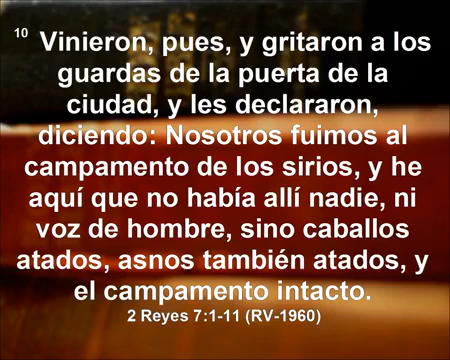 10 Vinieron, pues, y gritaron a los
guardas de la puerta de la
ciudad, y les declararon,
diciendo: Nosotros fuimos al
campamento de los sirios, y he
aquí que no había allí nadie, ni
voz de hombre, sino caballos
atados, asnos también atados, y
el campamento intacto.
2 Reyes 7:1-11 (RV-1960)